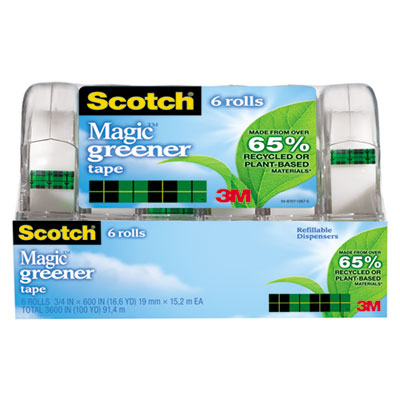 Scotch® 6 rolls
Magic™
greener
tape
MADE FROM OVER
65%
RECYCLED OR
PLANT-BASED
MATERIALS*
3M
Scotch® 6 rolls
Refillable
Dispensers
Magic™
greener
tape
MADE FROM OVER
65%
RECYCLED OR
PLANT-BASED
MATERIALS*
6 ROLLS 3/4 IN × 600 IN (16.6 YD) 19 mm × 15,2 m EA
TOTAL 3600 IN (100 YD) 91,4 m
3M